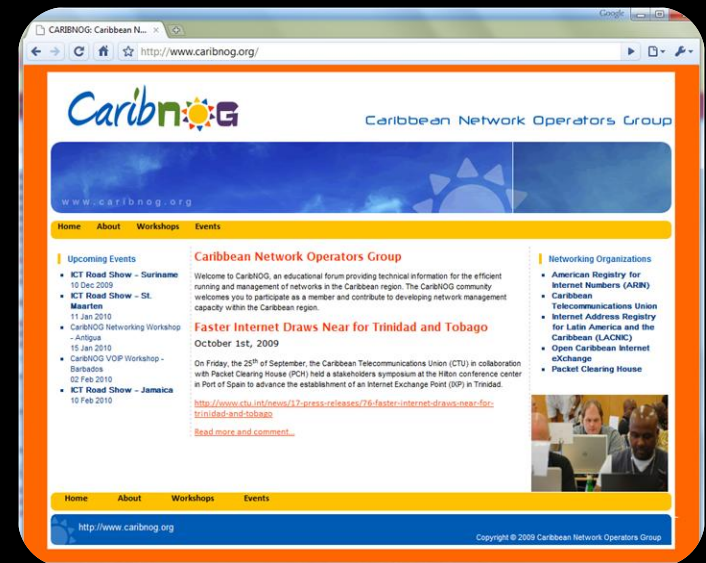 Google
CARIBNOG: Caribbean N...
http://www.caribnog.org/
CaribNOG
Caribbean Network Operators Group
www.caribnog.org
Home About Workshops Events
Upcoming Events
ICT Road Show - Suriname
10 Dec 2009
ICT Road Show - St.
Maarten
11 Jan 2010
CaribNOG Networking Workshop
- Antigua
15 Jan 2010
CaribNOG VOIP Workshop -
Barbados
02 Feb 2010
ICT Road Show - Jamaica
10 Feb 2010
Caribbean Network Operators Group
Welcome to CaribNOG, an educational forum providing technical information for the efficient
running and management of networks in the Caribbean region. The CaribNOG community
welcomes you to participate as a member and contribute to developing network management
capacity within the Caribbean region.
Faster Internet Draws Near for Trinidad and Tobago
October 1st, 2009
On Friday, the 25th of September, the Caribbean Telecommunications Union (CTU) in collaboration
with Packet Clearing House (PCH) held a stakeholders symposium at the Hilton conference center
in Port of Spain to advance the establishment of an Internet Exchange Point (IXP) in Trinidad.
http://www.ctu.int/news/17-press-releases/76-faster-internet-draws-near-for-
trinidad-and-tobago
Read more and comment...
Networking Organizations
American Registry for
Internet Numbers (ARIN)
Caribbean
Telecommunications Union
Internet Address Registry
for Latin America and the
Caribbean (LACNIC)
Open Caribbean Internet
eXchange
Packet Clearing House
Home About Workshops Events
http://www.caribnog.org
Copyright © 2009 Caribbean Network Operators Group